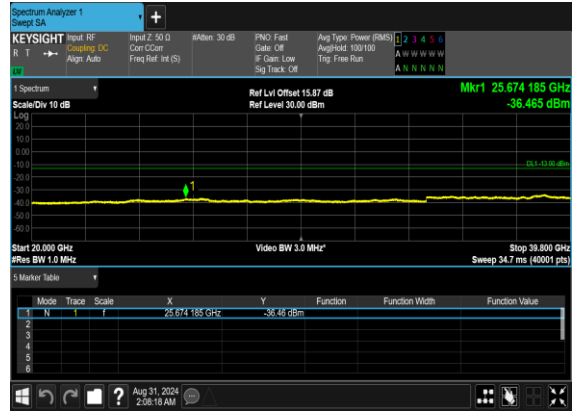 Spectrum Analyzer 1
Swept SA
+
KEYSIGHT Input: RF Input Z: 50 Ω #Atten: 30 dB PNO: Fast Avg Type: Power (RMS) 1 2 3 4 5 6
R T Coupling: DC Corr CCorr Gate: Off Avg|Hold: 100/100 A W W W W W
Align: Auto Freq Ref: Int (S) IF Gain: Low Trig: Free Run
Sig Track: Off A N N N N N
1 Spectrum Ref Lvl Offset 15.87 dB Mkr1 25.674 185 GHz
Scale/Div 10 dB Ref Level 30.00 dBm -36.465 dBm
Log
20.0
10.0
0.00
-10.0 DL1 -13.00 dBm
-20.0
-30.0 1
-40.0
-50.0
-60.0
Start 20.000 GHz Video BW 3.0 MHz* Stop 39.800 GHz
#Res BW 1.0 MHz Sweep 34.7 ms (40001 pts)
5 Marker Table
Mode Trace Scale X Y Function Function Width Function Value
1 N 1 f 25.674 185 GHz -36.46 dBm
2
3
4
5
6
? Aug 31, 2024
2:08:18 AM